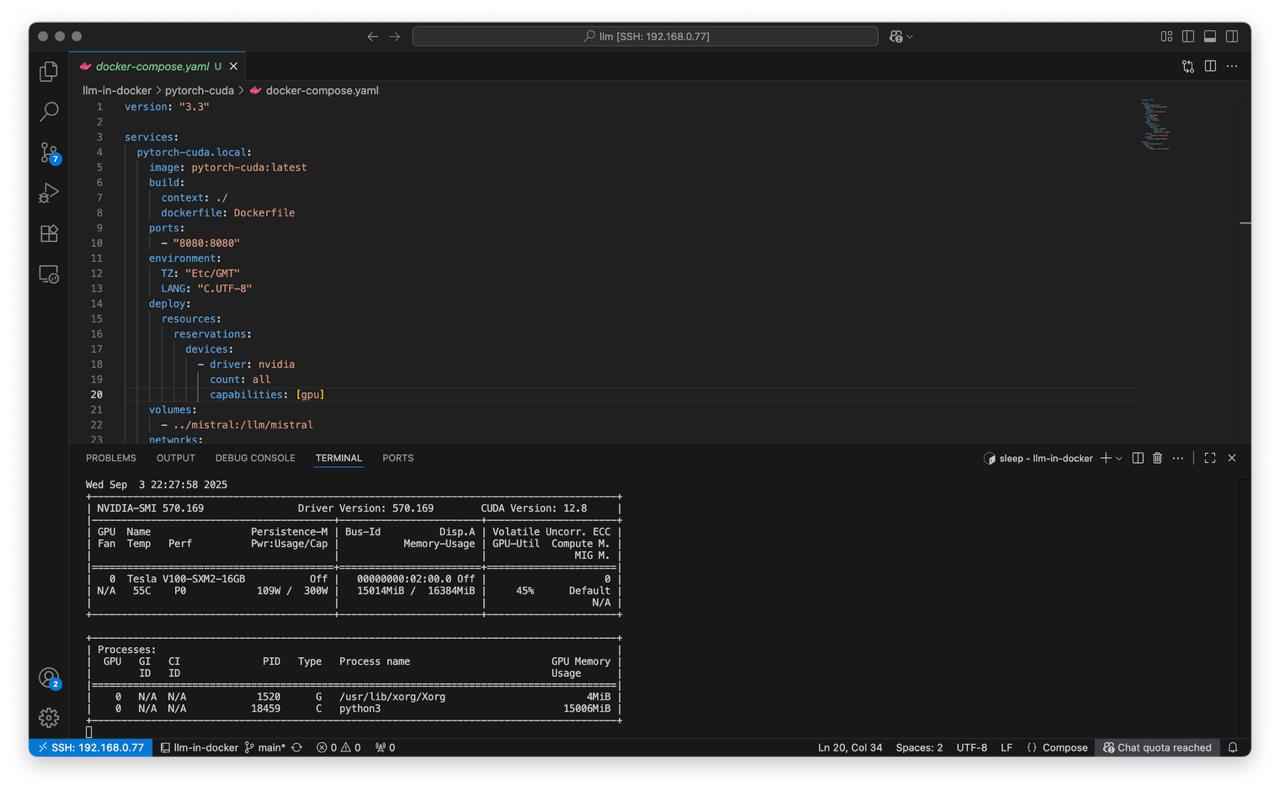 llm [SSH: 192.168.0.77]
docker-compose.yaml U
llm-in-docker > pytorch-cuda > docker-compose.yaml
1 version: "3.3"
2
3 services:
4 pytorch-cuda.local:
5 image: pytorch-cuda:latest
6 build:
7 context: ./
8 dockerfile: Dockerfile
9 ports:
10 - "8080:8080"
11 environment:
12 TZ: "Etc/GMT"
13 LANG: "C.UTF-8"
14 deploy:
15 resources:
16 reservations:
17 devices:
18 - driver: nvidia
19 count: all
20 capabilities: [gpu]
21 volumes:
22 - ../mistral:/llm/mistral
23 networks:
7
PROBLEMS OUTPUT DEBUG CONSOLE TERMINAL PORTS
sleep - llm-in-docker
Wed Sep 3 22:27:58 2025
NVIDIA-SMI 570.169 Driver Version: 570.169 CUDA Version: 12.8
GPU Name Persistence-M | Bus-Id Disp.A | Volatile Uncorr. ECC
Fan Temp Perf Pwr:Usage/Cap | Memory-Usage | GPU-Util Compute M.
MIG M.
0 Tesla V100-SXM2-16GB Off | 00000000:02:00.0 Off | 0
N/A 55C P0 109W / 300W | 15014MiB / 16384MiB | 45% Default
N/A
Processes:
GPU GI CI PID Type Process name GPU Memory
ID ID Usage
0 N/A N/A 1520 G /usr/lib/xorg/Xorg 4MiB
0 N/A N/A 18459 C python3 15006MiB
2
SSH: 192.168.0.77 llm-in-docker main* 0 0 0 Ln 20, Col 34 Spaces: 2 UTF-8 LF {} Compose Chat quota reached